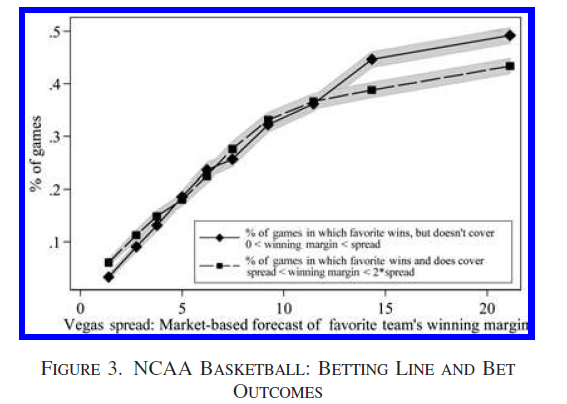 .5
.4
.3
.2
.1
% of games
% of games in which favorite wins, but doesn't cover
0 < winning margin < spread
% of games in which favorite wins and does cover
spread < winning margin < 2*spread
0 5 10 15 20
Vegas spread: Market-based forecast of favorite team's winning margin
FIGURE 3. NCAA BASKETBALL: BETTING LINE AND BET
OUTCOMES